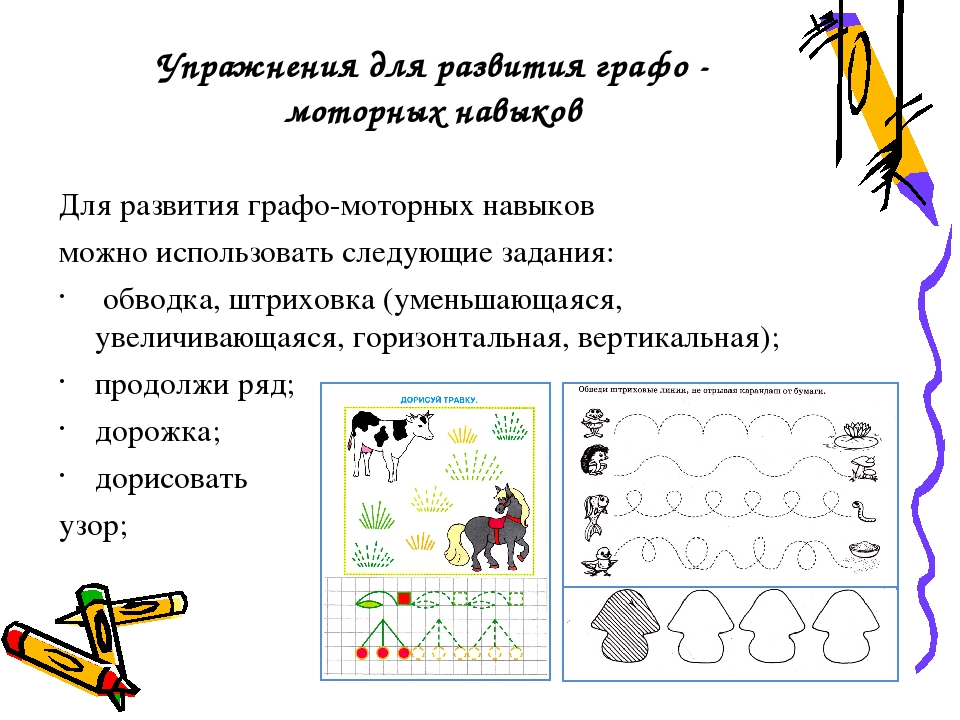 Упражнения для развития графо -
моторных навыков
Для развития графо-моторных навыков
можно использовать следующие задания:
· обводка, штриховка (уменьшающаяся,
увеличивающаяся, горизонтальная, вертикальная);
· продолжи ряд;
· дорожка;
· дорисовать
узор;
ДОРИСУЙ ТРАВКУ.
Обведи штриховые линии, не отрывая карандаш от бумаги.